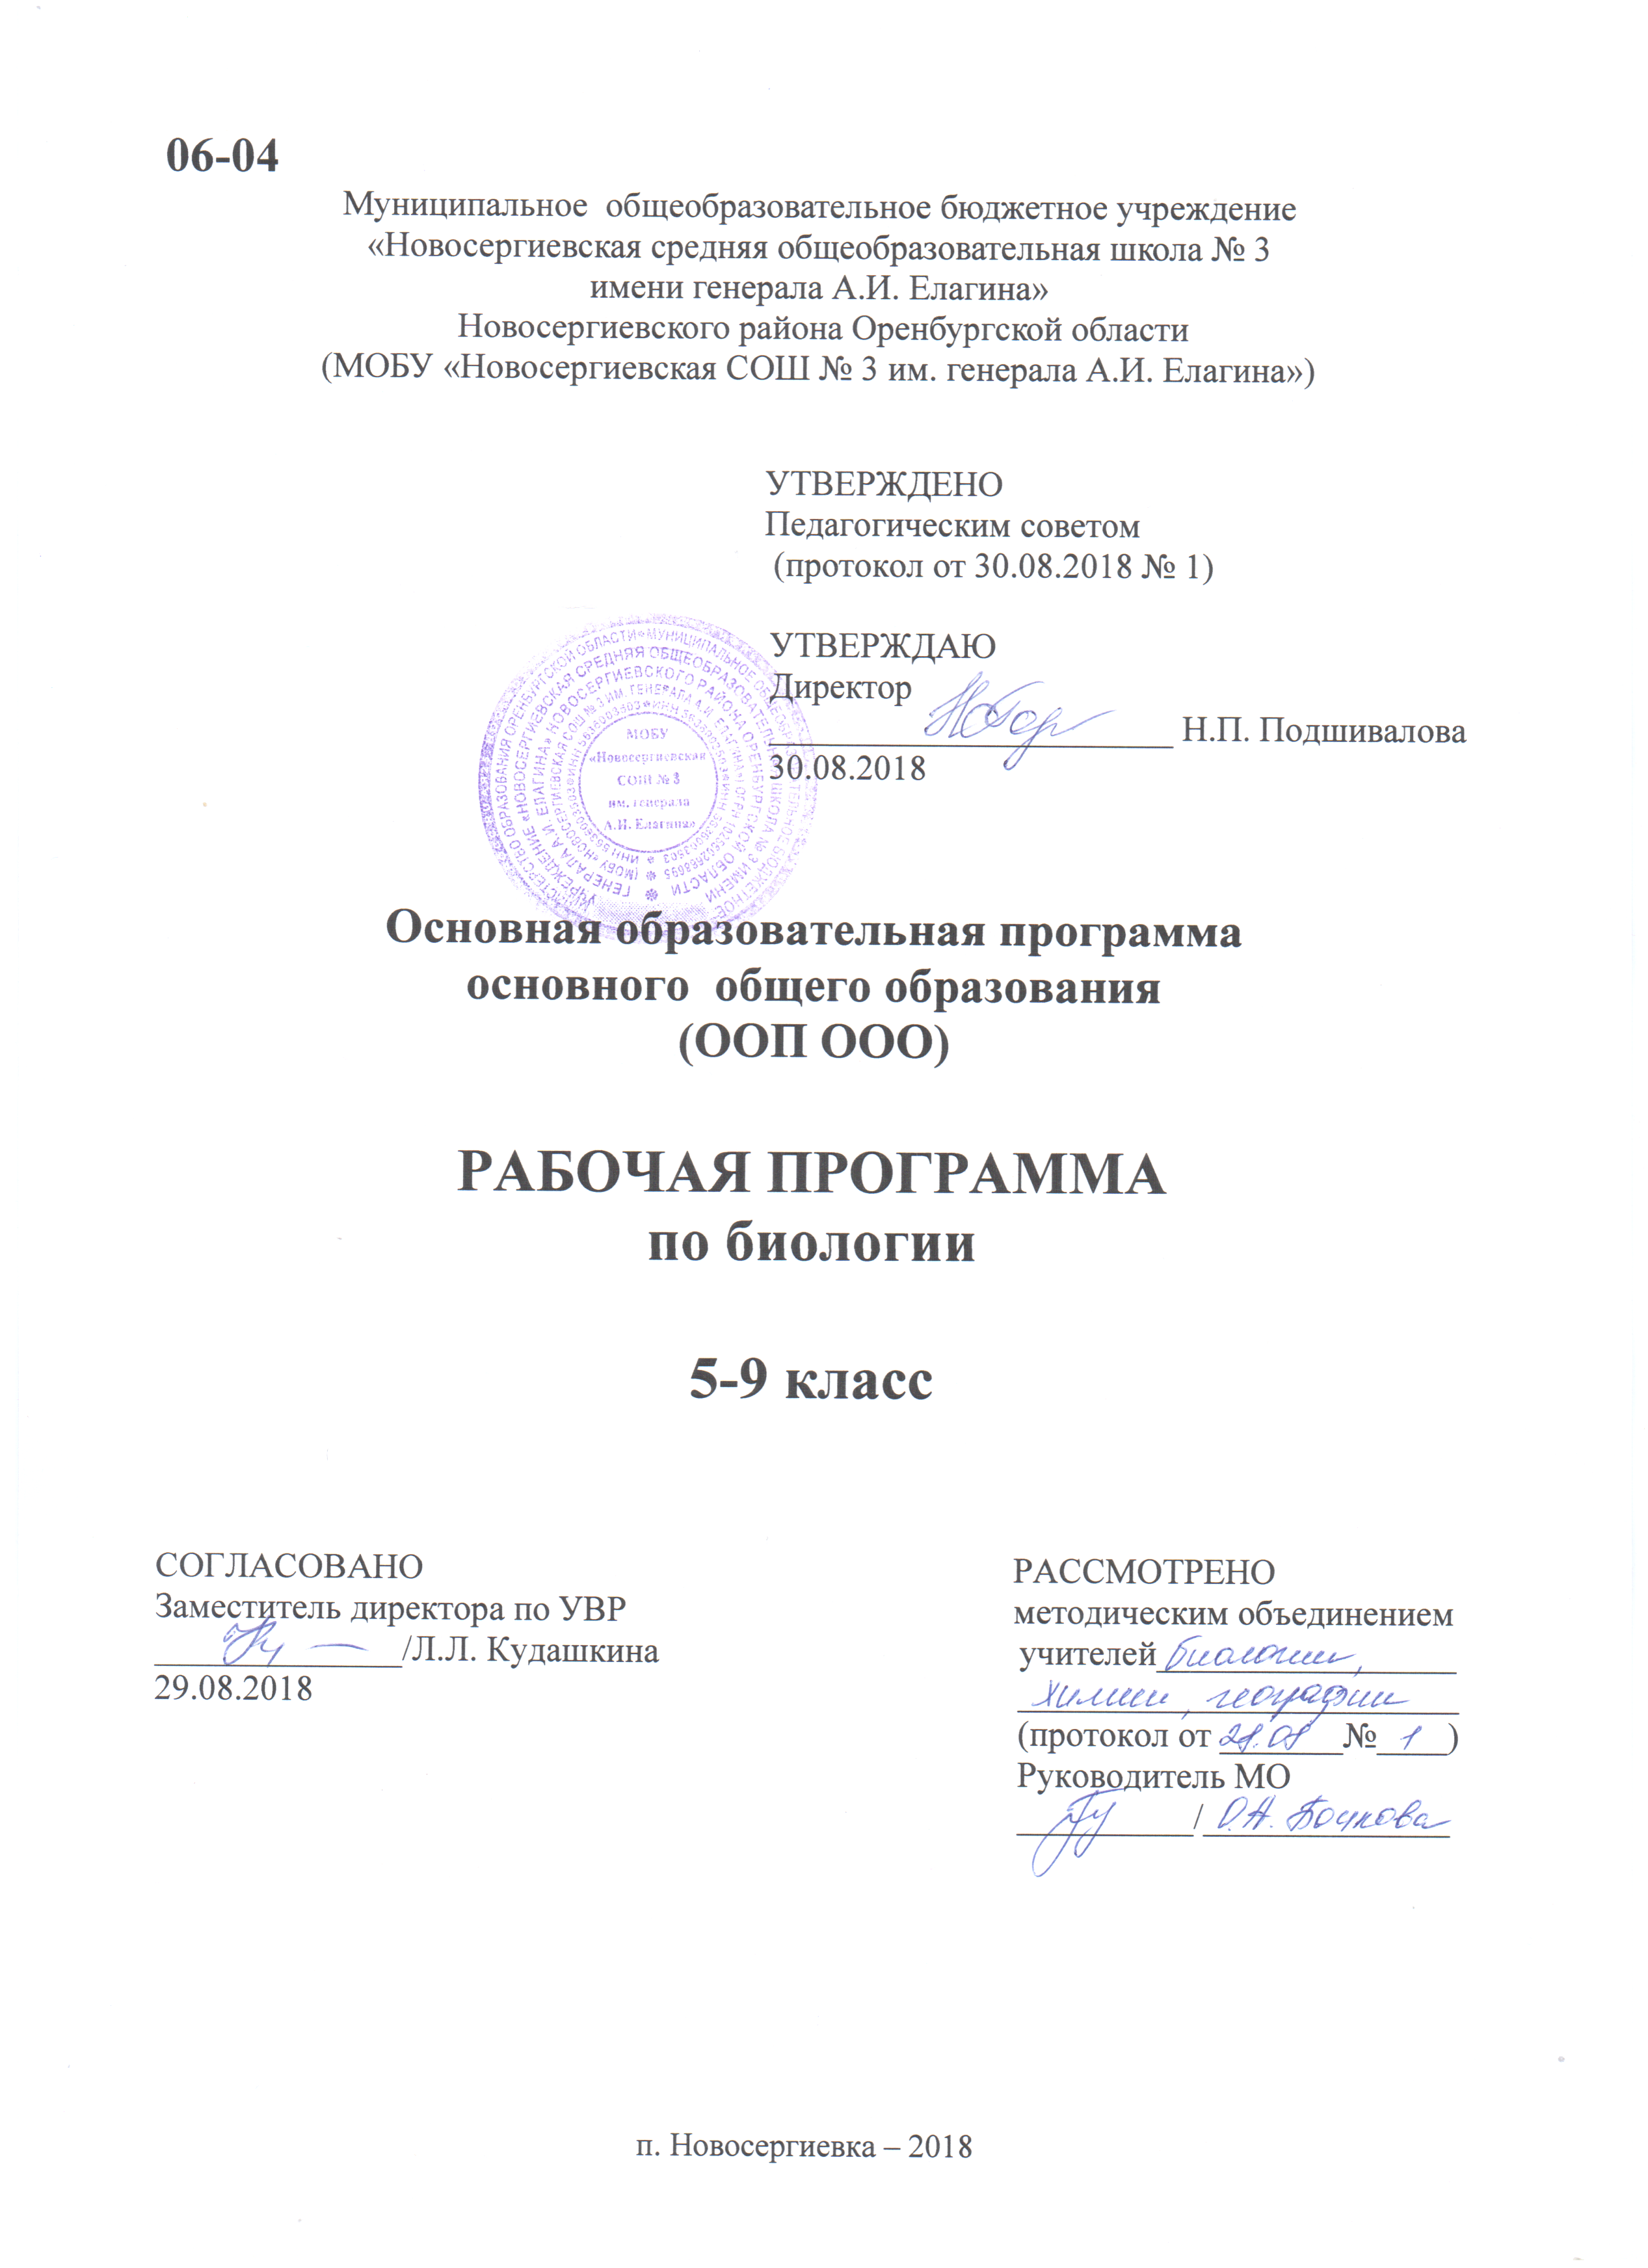 06-04
Муниципальное общеобразовательное бюджетное учреждение
«Новосергиевская средняя общеобразовательная школа № 3
имени генерала А.И. Елагина»
Новосергиевского района Оренбургской области
(МОБУ «Новосергиевская СОШ № 3 им. генерала А.И. Елагина»)
УТВЕРЖДЕНО
Педагогическим советом
(протокол от 30.08.2018 № 1)
УТВЕРЖДАЮ
Директор
Н.П. Подшивалова
30.08.2018
МОБУ
«Новосергиевская
СОШ № 3
им. генерала
А.И. Елагина»
Основная образовательная программа
основного общего образования
(ООП ООО)
РАБОЧАЯ ПРОГРАММА
по биологии
5-9 класс
СОГЛАСОВАНО
Заместитель директора по УВР
/Л.Л. Кудашкина
29.08.2018
РАССМОТРЕНО
методическим объединением
учителей биологии,
химии, географии
(протокол от 28.08 № 1)
Руководитель МО
/ О.Н. Бочкова
п. Новосергиевка – 2018